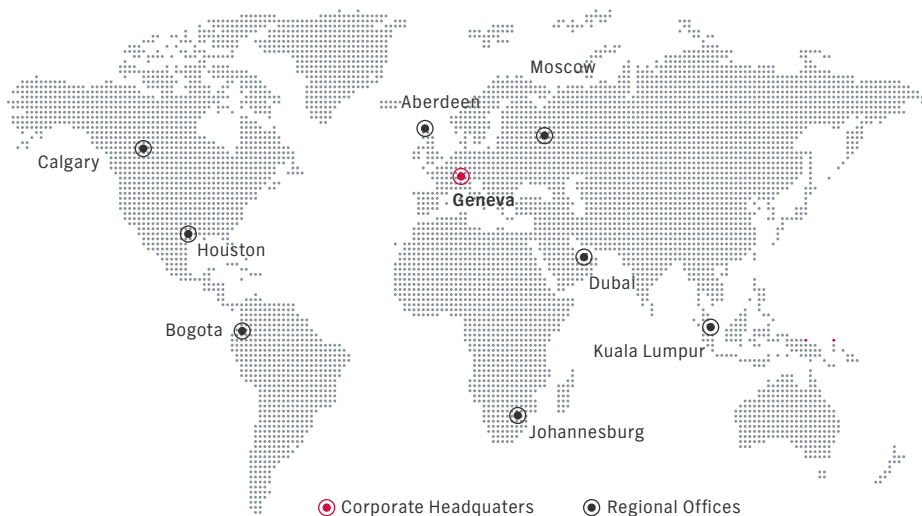 Moscow
Aberdeen
Calgary
Geneva
Houston
Dubai
Bogota
Kuala Lumpur
Johannesburg
Corporate Headquaters
Regional Offices